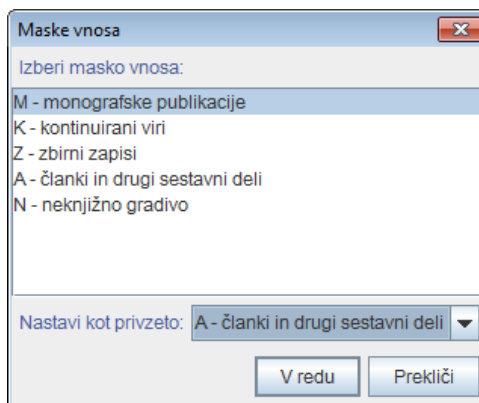 Maske vnosa
Izberi masko vnosa:
M - monografske publikacije
K - kontinuirani viri
Z - zbirni zapisi
A - članki in drugi sestavni deli
N - neknjižno gradivo
Nastavi kot privzeto: A - članki in drugi sestavni deli
V redu Prekliči